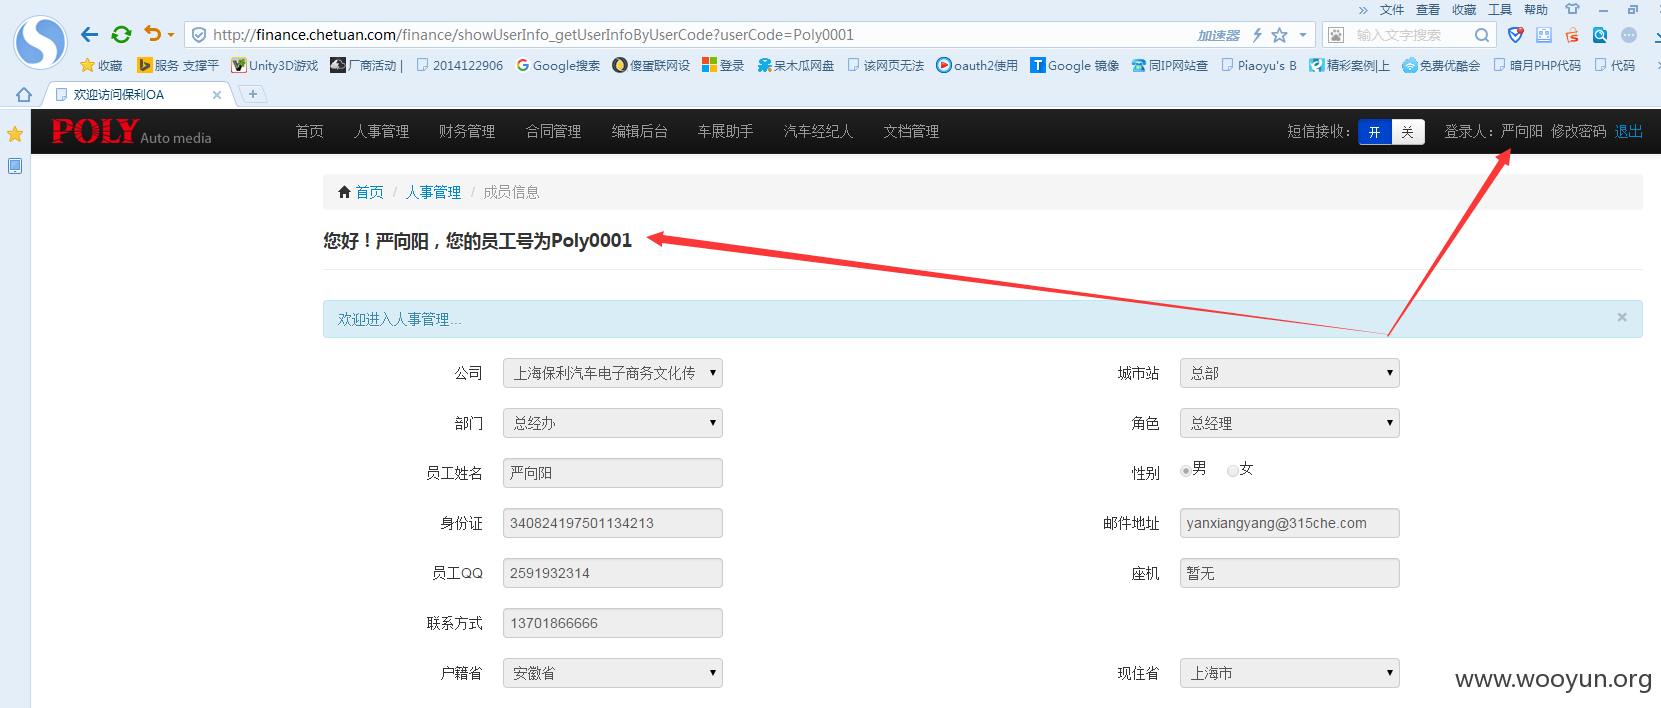 » 文件 查看 收藏 工具 帮助
http://finance.chetuan.com/finance/showUserInfo_getUserInfoByUserCode?userCode=Poly0001 加速器 输入文字搜索
收藏 服务 支撑平 Unity3D游戏 厂商活动 | 2014122906 Google搜索 傻蛋联网设 登录 呆木瓜网盘 该网页无法 oauth2使用 Google 镜像 同IP网站查 Piaoyu's B 精彩案例|上 免费优酷会 暗月PHP代码 代码
欢迎访问保利OA
POLY Auto media 首页 人事管理 财务管理 合同管理 编辑后台 车展助手 汽车经纪人 文档管理 短信接收： 开 关 登录人：严向阳 修改密码 退出
首页 / 人事管理 / 成员信息
您好！严向阳，您的员工号为Poly0001
欢迎进入人事管理... ×
公司 上海保利汽车电子商务文化传 城市站 总部
部门 总经办 角色 总经理
员工姓名 严向阳 性别 男 女
身份证 340824197501134213 邮件地址 yanxiangyang@315che.com
员工QQ 2591932314 座机 暂无
联系方式 13701866666
户籍省 安徽省 现住省 上海市
www.wooyun.org